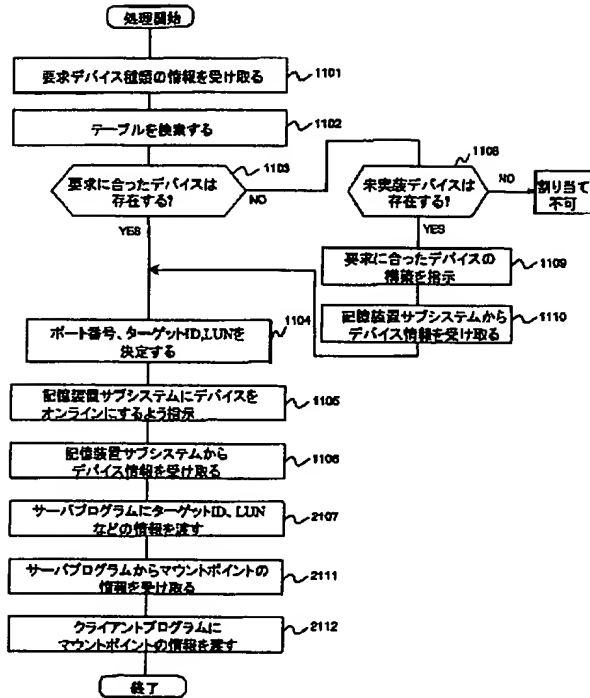 処理開始
要求デバイス種類の情報を受け取る
1101
テーブルを検索する
1102
要求に合ったデバイスは
存在する?
1103
NO
YES
未実装デバイスは
存在する?
1108
NO
YES
割り当て
不可
要求に合ったデバイスの
構築を指示
1109
記憶装置サブシステムから
デバイス情報を受け取る
1110
ポート番号、ターゲットID,LUNを
決定する
1104
記憶装置サブシステムにデバイスを
オンラインにするよう指示
1105
記憶装置サブシステムから
デバイス情報を受け取る
1106
サーバプログラムにターゲットID、LUN
などの情報を渡す
2107
サーバプログラムからマウントポイントの
情報を受け取る
2111
クライアントプログラムに
マウントポイントの情報を渡す
2112
終了